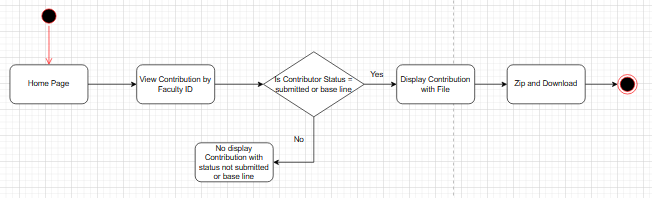 Home Page
View Contribution by
Faculty ID
Is Contributor Status =
submitted or base line
Yes
Display Contribution
with File
Zip and Download
No
No display
Contribution with
status not submitted
or base line